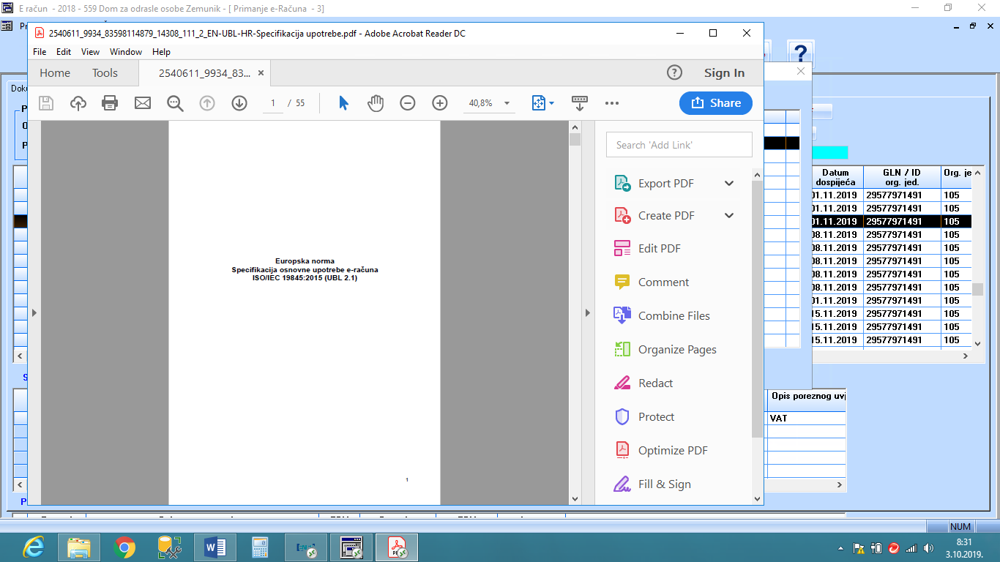 E račun - 2018 - 559 Dom za odrasle osobe Zemunik - [ Primanje e-Računa - 3]
2540611_9934_83598114879_14308_111_2_EN-UBL-HR-Specifikacija upotrebe.pdf - Adobe Acrobat Reader DC
File Edit View Window Help
Home Tools 2540611_9934_83... × Sign In
1 / 55 40,8% Share
Search 'Add Link'
Export PDF
Create PDF
Edit PDF
Comment
Combine Files
Organize Pages
Redact
Protect
Optimize PDF
Fill & Sign
Europska norma
Specifikacija osnovne upotrebe e-računa
ISO/IEC 19845:2015 (UBL 2.1)
1
Datum dospijeća GLN / ID org. jed. Org. je
01.11.2019 29577971491 105
01.11.2019 29577971491 105
01.11.2019 29577971491 105
08.11.2019 29577971491 105
08.11.2019 29577971491 105
08.11.2019 29577971491 105
08.11.2019 29577971491 105
08.11.2019 29577971491 105
01.11.2019 29577971491 105
15.11.2019 29577971491 105
15.11.2019 29577971491 105
15.11.2019 29577971491 105
Opis poreznog uvj
VAT
NUM
8:31
3.10.2019.